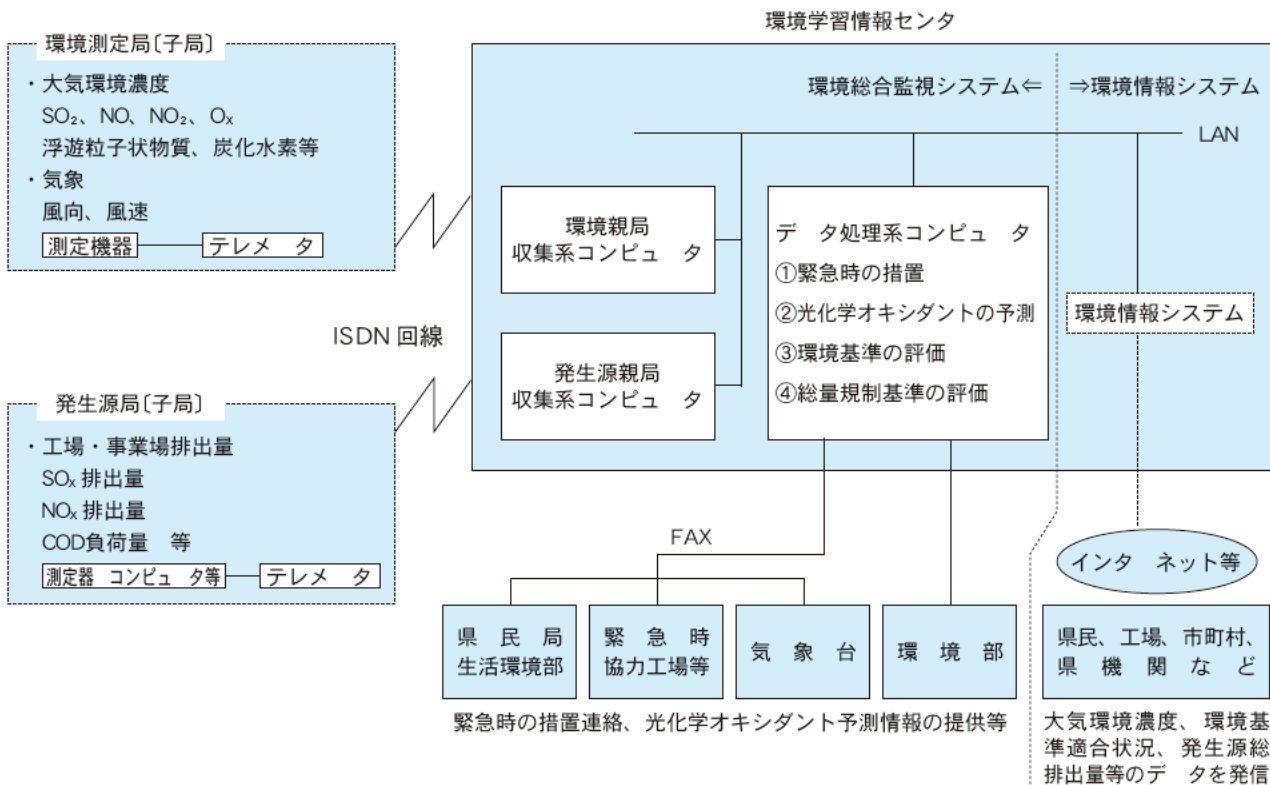 環境学習情報センタ
環境測定局〔子局〕
・大気環境濃度
SO₂、NO、NO₂、Oₓ
浮遊粒子状物質、炭化水素等
・気象
風向、風速
測定機器
テレメ タ
ISDN 回線
発生源局〔子局〕
・工場・事業場排出量
SOₓ 排出量
NOₓ 排出量
COD負荷量 等
測定器 コンピュ タ等
テレメ タ
環境総合監視システム⇐
⇒環境情報システム
LAN
環境親局
収集系コンピュ タ
発生源親局
収集系コンピュ タ
デ タ処理系コンピュ タ
①緊急時の措置
②光化学オキシダントの予測
③環境基準の評価
④総量規制基準の評価
環境情報システム
FAX
インタ ネット等
県民局
生活環境部
緊急時
協力工場等
気象台
環境部
県民、工場、市町村、
県機関など
緊急時の措置連絡、光化学オキシダント予測情報の提供等
大気環境濃度、環境基
準適合状況、発生源総
排出量等のデ タを発信